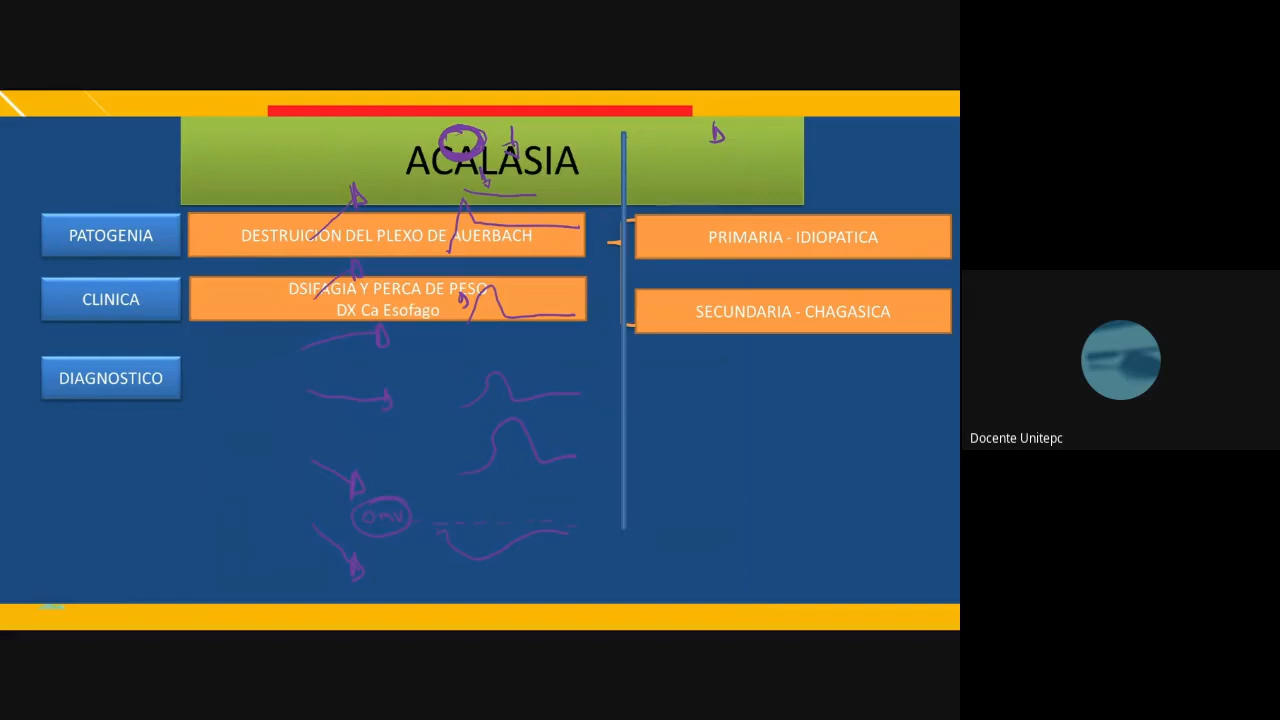 ACALASIA
PATOGENIA
DESTRUICION DEL PLEXO DE AUERBACH
PRIMARIA - IDIOPATICA
CLINICA
DSIFAGIA Y PERCA DE PESO
DX Ca Esofago
SECUNDARIA - CHAGASICA
DIAGNOSTICO
0mV
Docente Unitepc